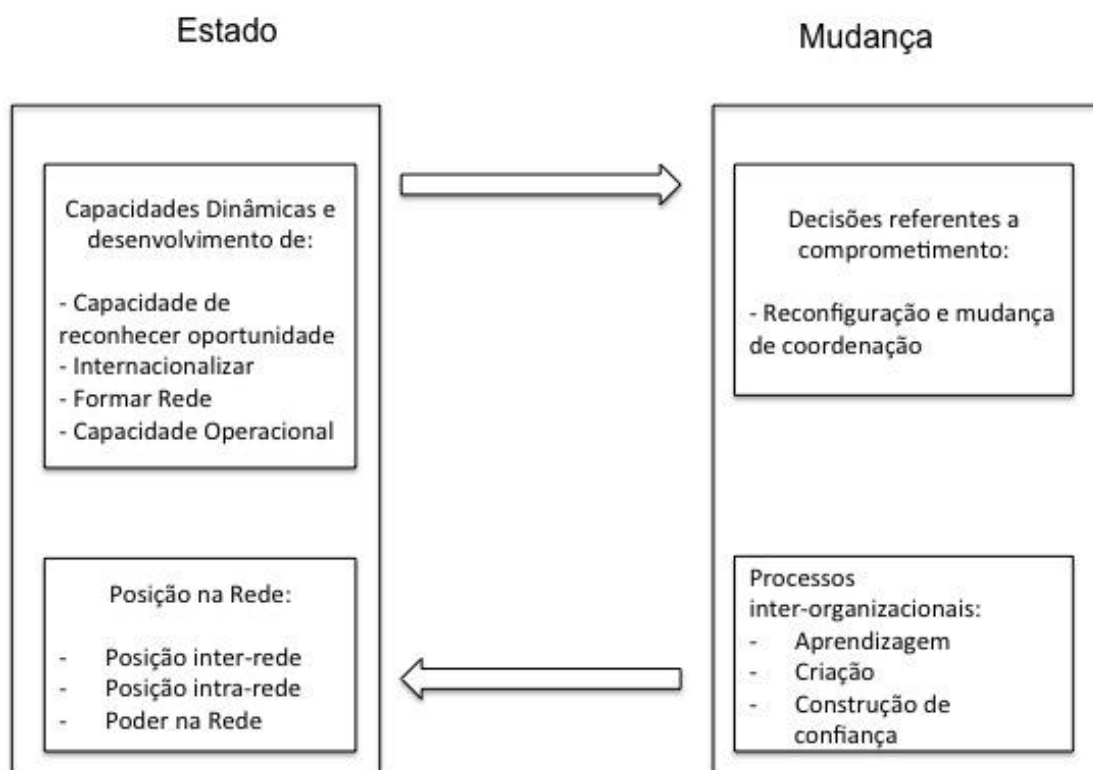 Estado
Mudança
Capacidades Dinâmicas e
desenvolvimento de:
- Capacidade de
reconhecer oportunidade
- Internacionalizar
- Formar Rede
- Capacidade Operacional
Decisões referentes a
comprometimento:
- Reconfiguração e mudança
de coordenação
Posição na Rede:
- Posição inter-rede
- Posição intra-rede
- Poder na Rede
Processos
inter-organizacionais:
- Aprendizagem
- Criação
- Construção de
confiança